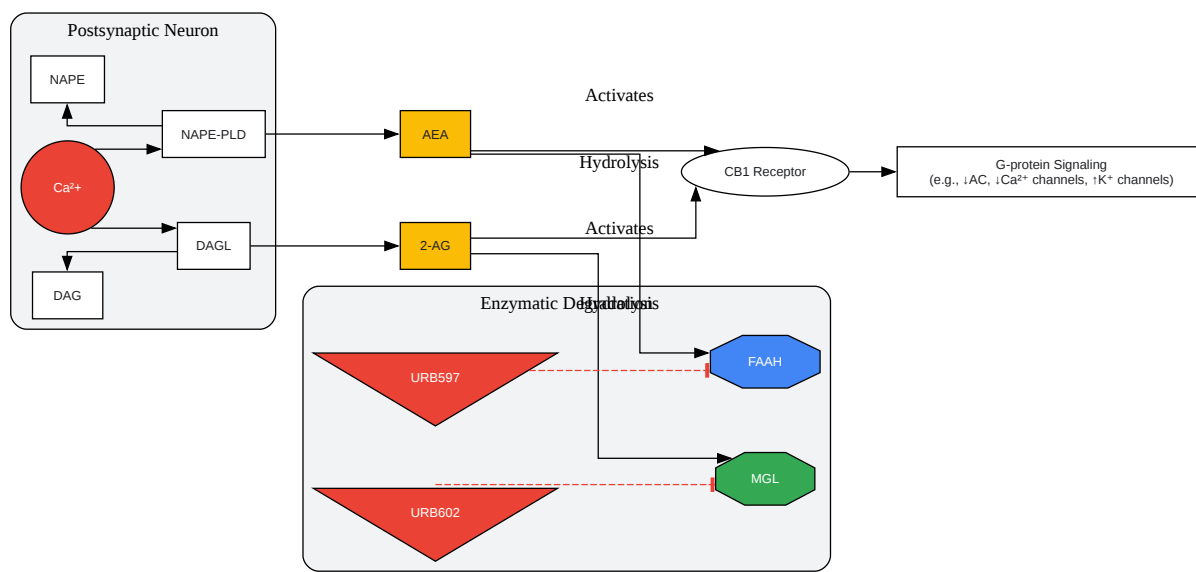 Postsynaptic Neuron
NAPE
NAPE-PLD
Ca²⁺
DAGL
DAG
AEA
2-AG
Activates
Hydrolysis
Activates
CB1 Receptor
G-protein Signaling
(e.g., ↓AC, ↓Ca²⁺ channels, ↑K⁺ channels)
Enzymatic Degradation
Hydrolysis
URB597
FAAH
URB602
MGL